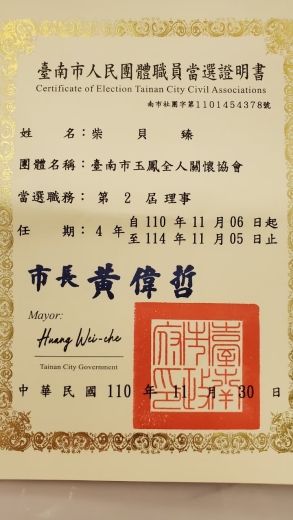 臺南市人民團體職員當選證明書
Certificate of Election Tainan City Civil Associations
南市社團字第1101454378號
姓 名：柴 貝 臻
團體名稱：臺南市玉鳳全人關懷協會
當選職務：第 2 屆理事
任 期：4 年 自 110 年 11 月 06 日起
至 114 年 11 月 05 日止
市長 黃偉哲
Mayor:
Huang Wei-che
Tainan City Government
臺南市政府印
中華民國 110 年 11 月 30 日